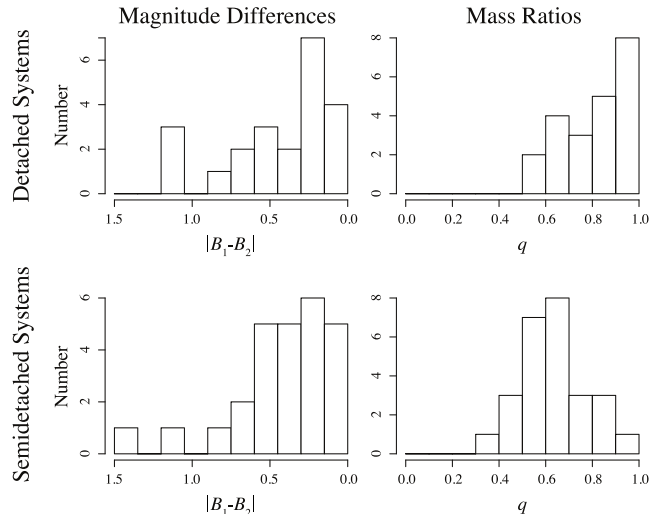 Magnitude Differences
Mass Ratios
Detached Systems
Number
0 2 4 6
1.5 1.0 0.5 0.0
|B1-B2|
0 2 4 6 8
0.0 0.2 0.4 0.6 0.8 1.0
q
Semidetached Systems
Number
0 2 4 6
1.5 1.0 0.5 0.0
|B1-B2|
0 2 4 6 8
0.0 0.2 0.4 0.6 0.8 1.0
q